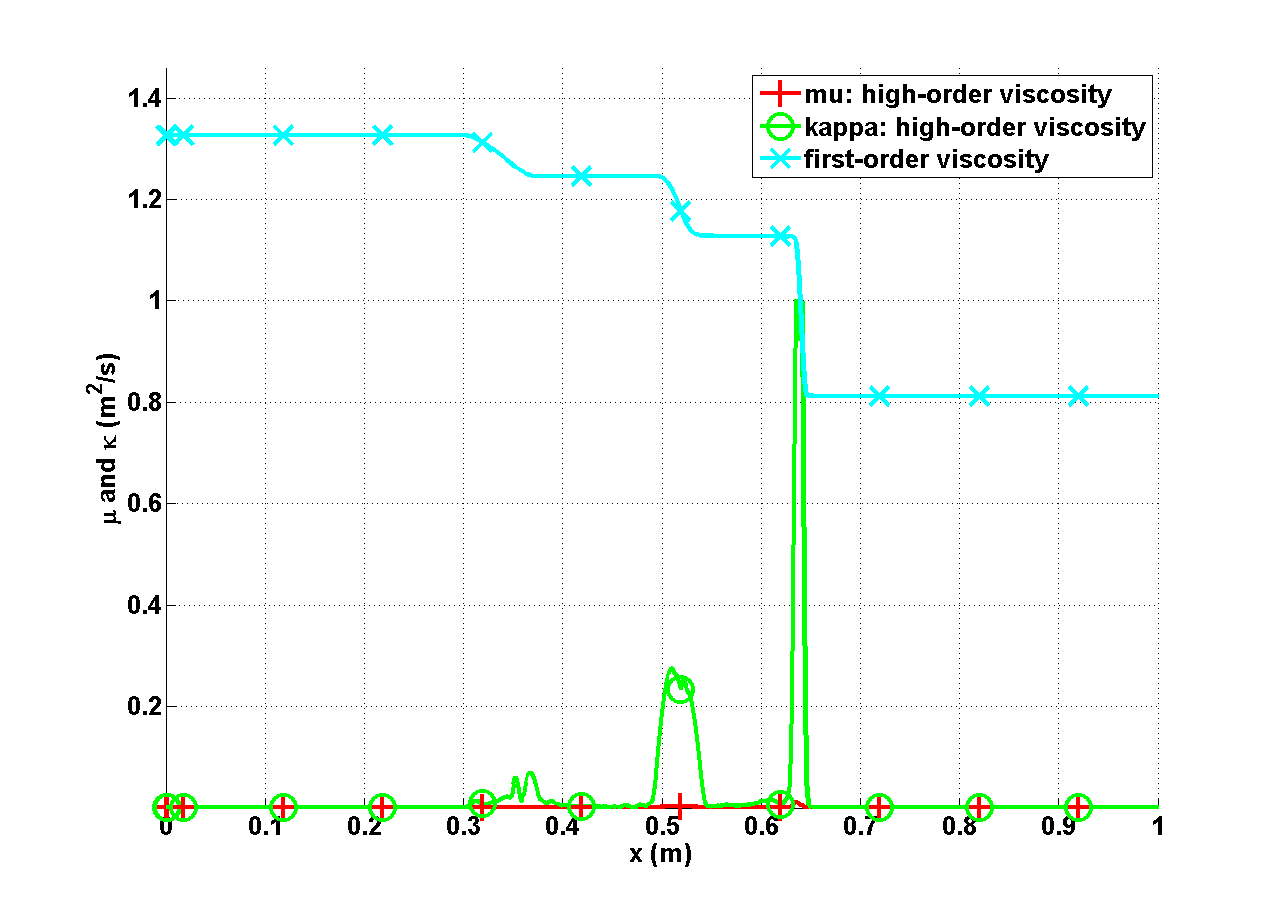 mu: high-order viscosity
kappa: high-order viscosity
first-order viscosity
1.4
1.2
1
0.8
0.6
0.4
0.2
μ and κ (m²/s)
0 0.1 0.2 0.3 0.4 0.5 0.6 0.7 0.8 0.9 1
x (m)